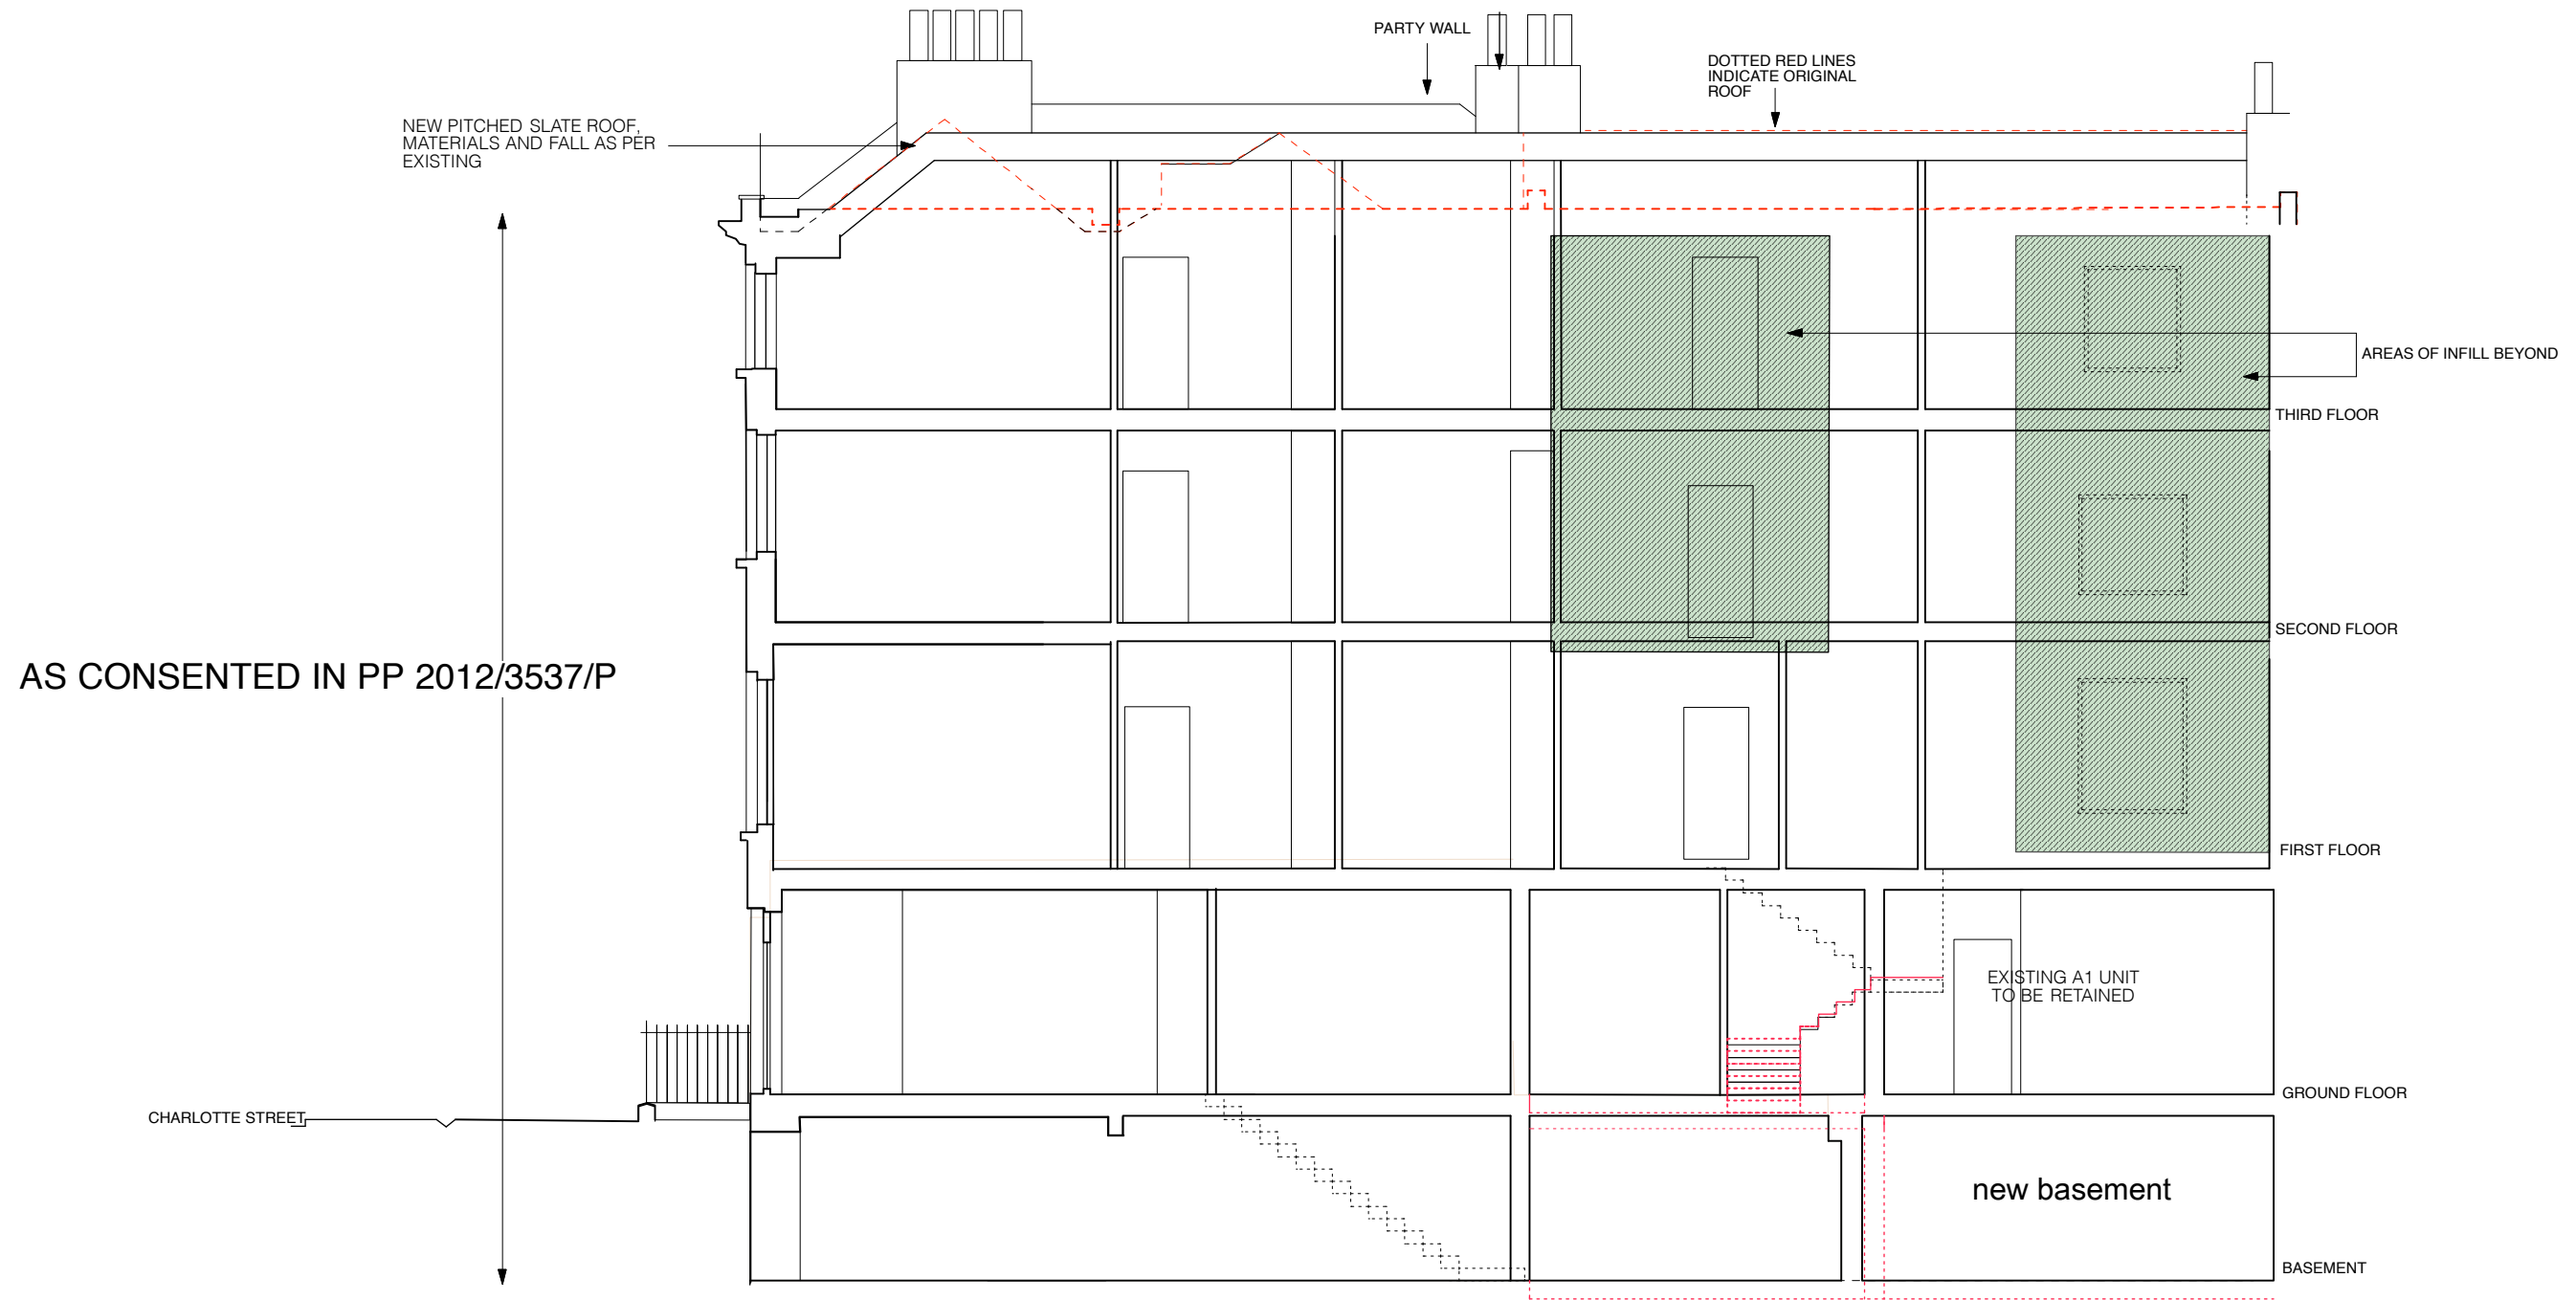 PARTY WALL
DOTTED RED LINES
INDICATE ORIGINAL
ROOF
NEW PITCHED SLATE ROOF,
MATERIALS AND FALL AS PER
EXISTING
AREAS OF INFILL BEYOND
THIRD FLOOR
SECOND FLOOR
AS CONSENTED IN PP 2012/3537/P
FIRST FLOOR
EXISTING A1 UNIT
TO BE RETAINED
GROUND FLOOR
CHARLOTTE STREET
new basement
BASEMENT